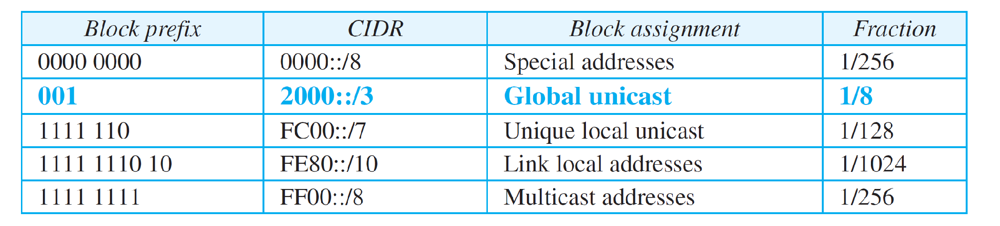 Block prefix CIDR Block assignment Fraction
0000 0000 0000::/8 Special addresses 1/256
001 2000::/3 Global unicast 1/8
1111 110 FC00::/7 Unique local unicast 1/128
1111 1110 10 FE80::/10 Link local addresses 1/1024
1111 1111 FF00::/8 Multicast addresses 1/256